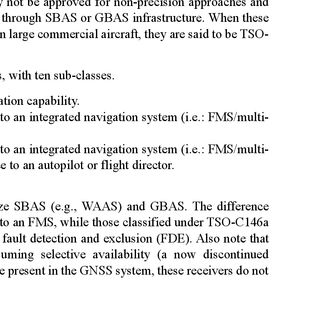 y not be approved for non-precision approaches and
through SBAS or GBAS infrastructure. When these
n large commercial aircraft, they are said to be TSO-
, with ten sub-classes.
ation capability.
to an integrated navigation system (i.e.: FMS/multi-
to an integrated navigation system (i.e.: FMS/multi-
e to an autopilot or flight director.
ze SBAS (e.g., WAAS) and GBAS. The difference
to an FMS, while those classified under TSO-C146a
fault detection and exclusion (FDE). Also note that
uming selective availability (a now discontinued
e present in the GNSS system, these receivers do not